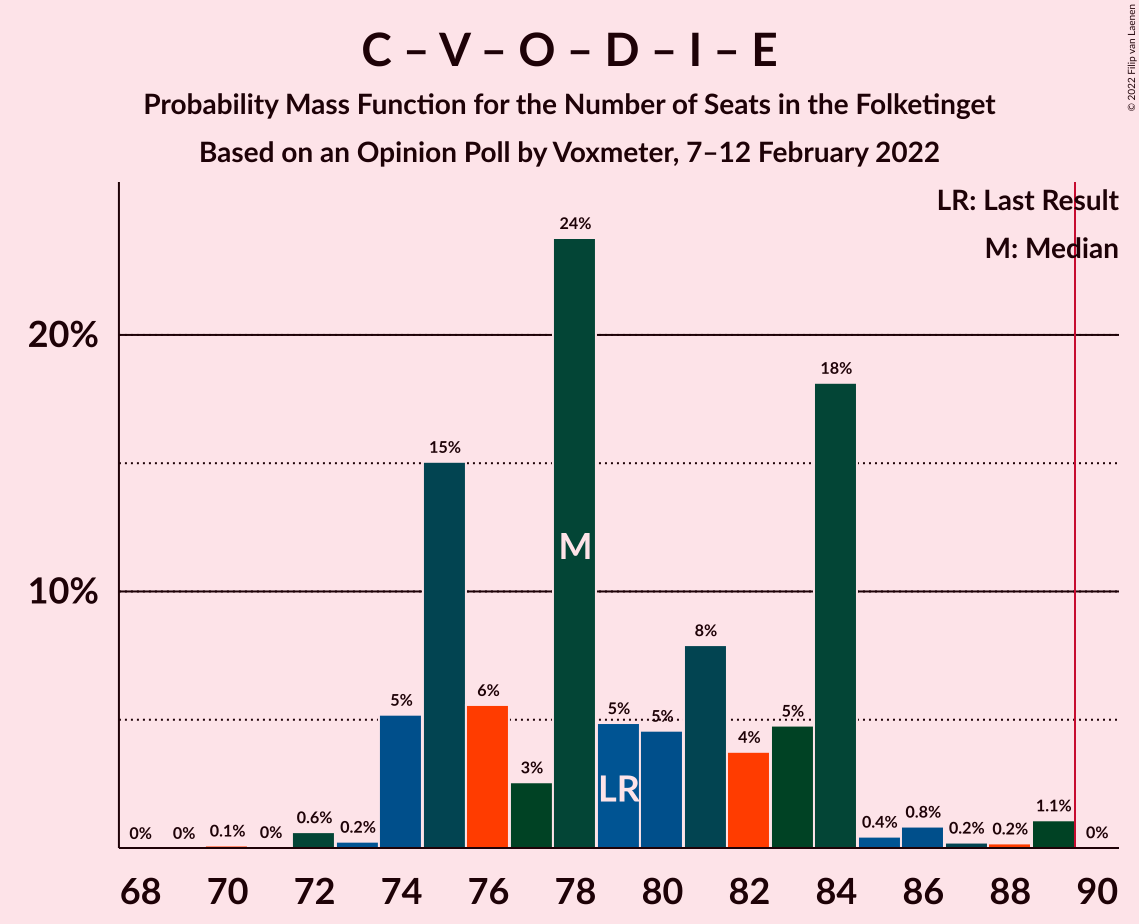 C – V – O – D – I – E
Probability Mass Function for the Number of Seats in the Folketinget
Based on an Opinion Poll by Voxmeter, 7–12 February 2022
© 2022 Filip van Laenen
LR: Last Result
M: Median
20%
10%
0%
0%
0.1%
0%
0.6%
0.2%
5%
15%
6%
3%
24%
5%
5%
8%
4%
5%
18%
0.4%
0.8%
0.2%
0.2%
1.1%
0%
M
LR
68 70 72 74 76 78 80 82 84 86 88 90